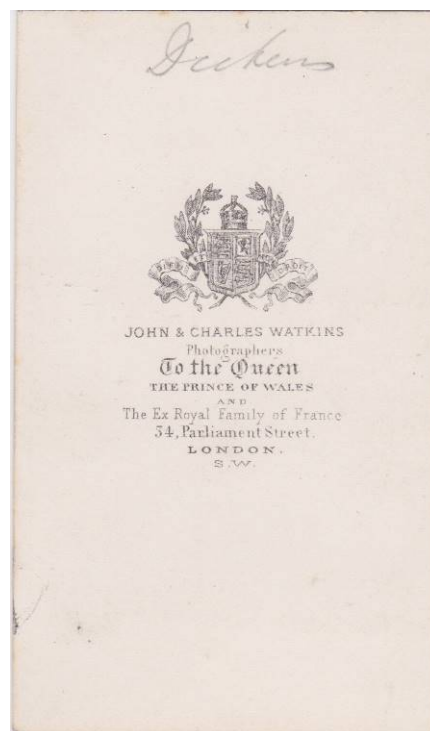 Dickens
JOHN & CHARLES WATKINS
Photographers
To the Queen
THE PRINCE OF WALES
AND
The Ex Royal Family of France
34, Parliament Street.
LONDON.
S.W.